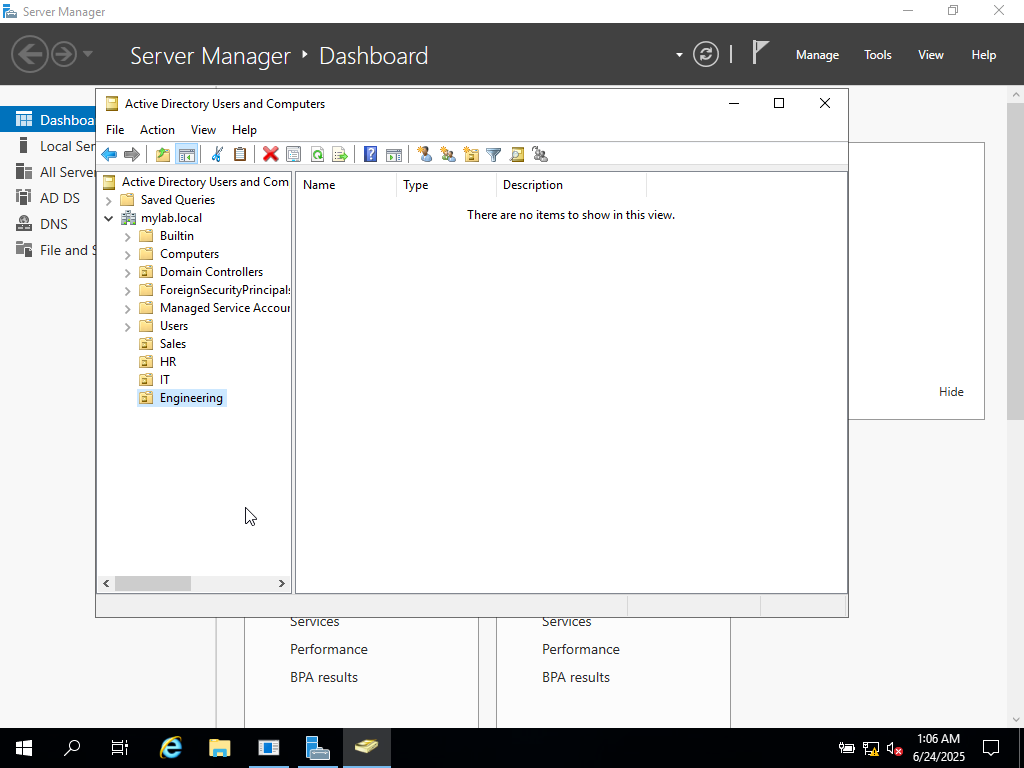 Server Manager
Server Manager ‣ Dashboard
Manage Tools View Help
Active Directory Users and Computers
File Action View Help
Dashboa
Local Ser
All Server
AD DS
DNS
File and S
Active Directory Users and Com
Saved Queries
mylab.local
Builtin
Computers
Domain Controllers
ForeignSecurityPrincipals
Managed Service Accour
Users
Sales
HR
IT
Engineering
Name Type Description
There are no items to show in this view.
Hide
Services Services
Performance Performance
BPA results BPA results
1:06 AM
6/24/2025